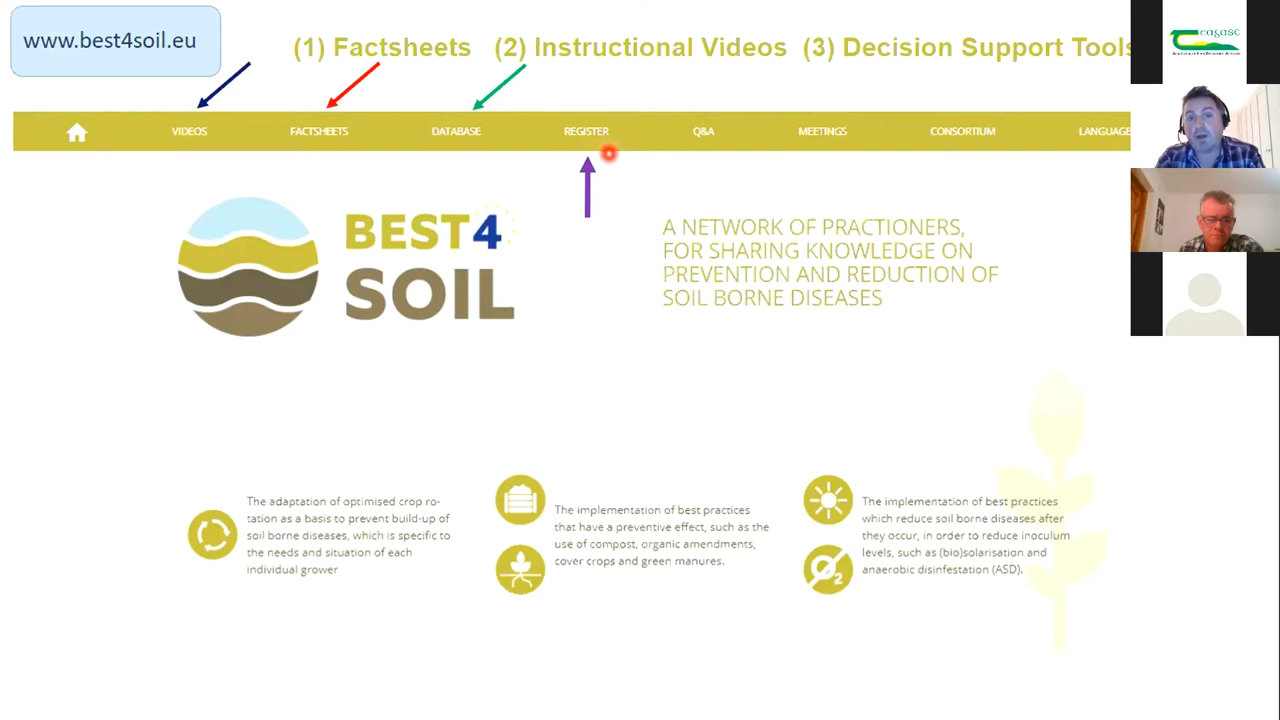 www.best4soil.eu
(1) Factsheets (2) Instructional Videos (3) Decision Support Tools
teagasc
VIDEOS FACTSHEETS DATABASE REGISTER Q&A MEETINGS CONSORTIUM LANGUAGE
BEST4
SOIL
A NETWORK OF PRACTIONERS,
FOR SHARING KNOWLEDGE ON
PREVENTION AND REDUCTION OF
SOIL BORNE DISEASES
The adaptation of optimised crop ro-
tation as a basis to prevent build-up of
soil borne diseases, which is specific to
the needs and situation of each
individual grower
The implementation of best practices
that have a preventive effect, such as the
use of compost, organic amendments,
cover crops and green manures.
The implementation of best practices
which reduce soil borne diseases after
they occur, in order to reduce inoculum
levels, such as (bio)solarisation and
anaerobic disinfestation (ASD).
O2